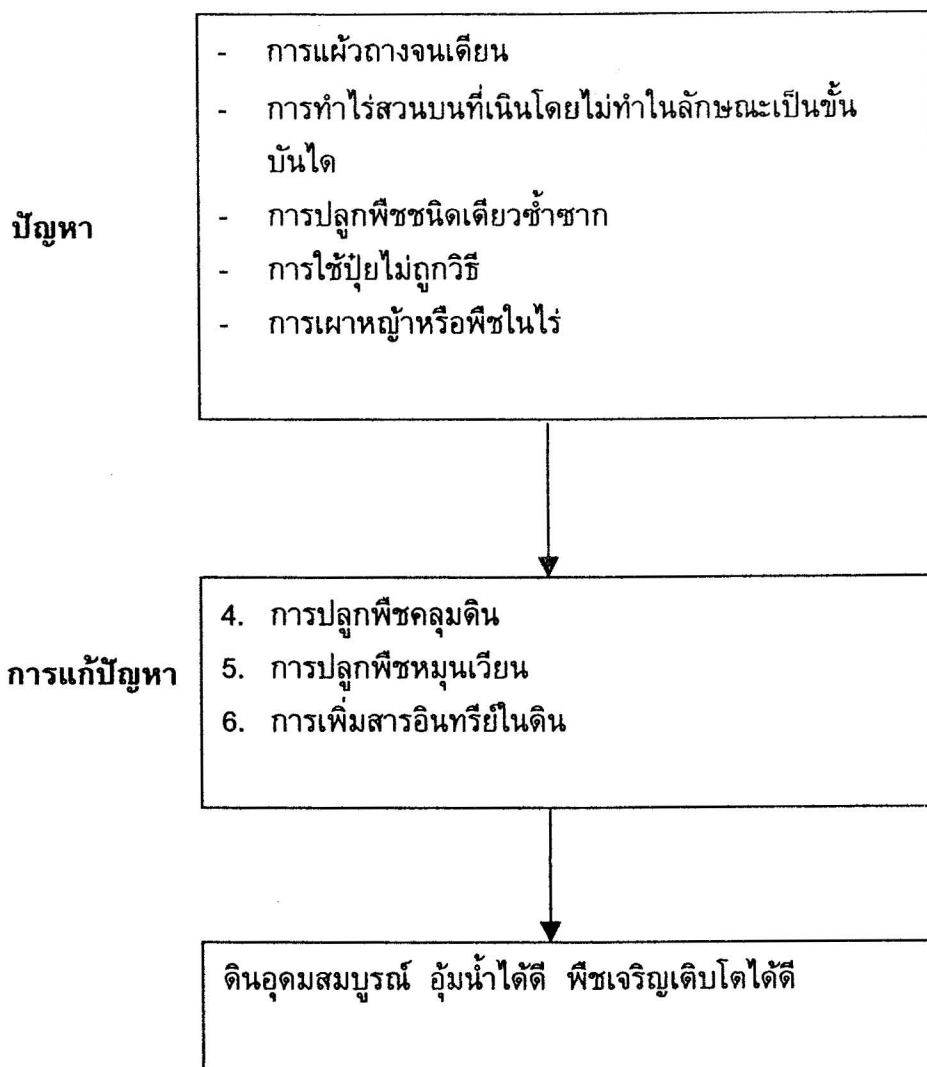 - การแผ้วถางจนเตียน
- การทำไร่สวนบนที่เนินโดยไม่ทำในลักษณะเป็นขั้น
บันได
ปัญหา
- การปลูกพืชชนิดเดียวซ้ำซาก
- การใช้ปุ๋ยไม่ถูกวิธี
- การเผาหญ้าหรือพืชในไร่
4. การปลูกพืชคลุมดิน
การแก้ปัญหา
5. การปลูกพืชหมุนเวียน
6. การเพิ่มสารอินทรีย์ในดิน
ดินอุดมสมบูรณ์ อุ้มน้ำได้ดี พืชเจริญเติบโตได้ดี